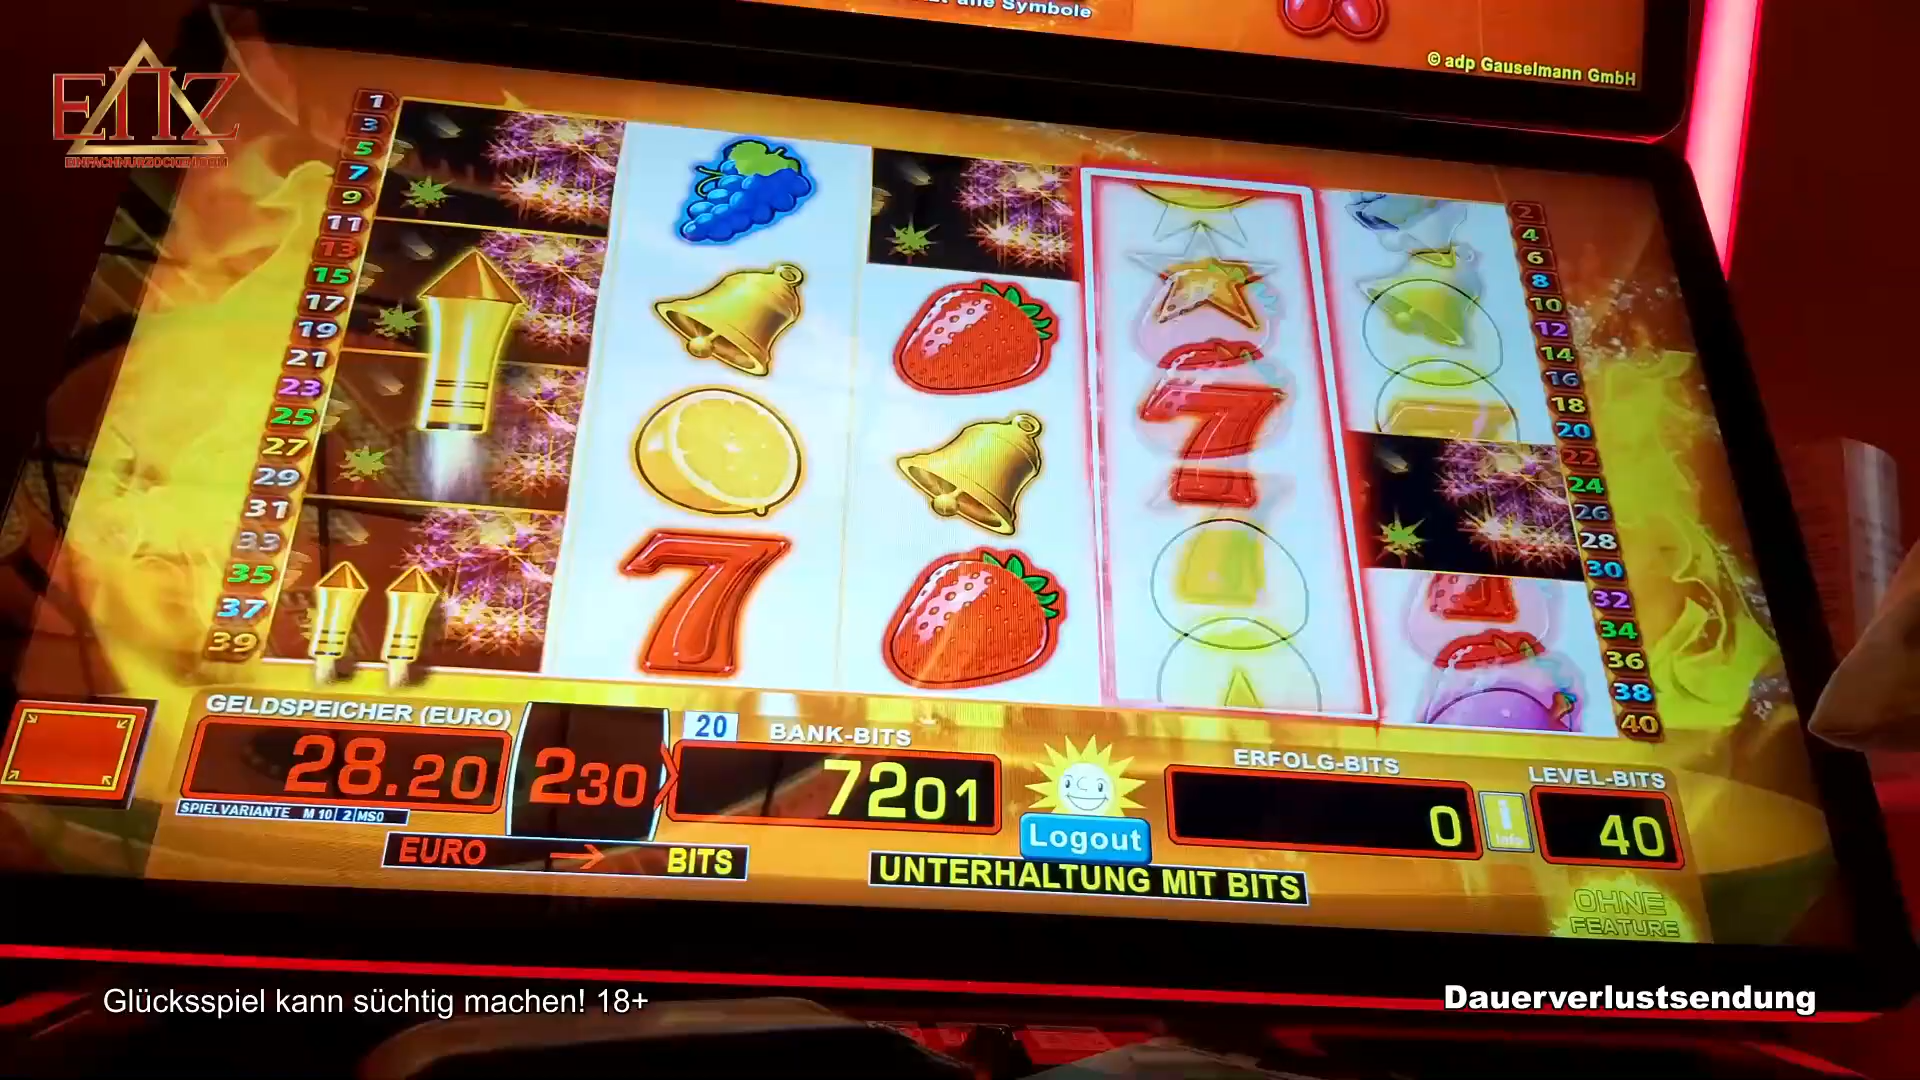 alle Symbole
© adp Gauselmann GmbH
EПZ
EINFACHNURZOCKEN.COM
1
3
5
7
9
11
13
15
17
19
21
23
25
27
29
31
33
35
37
39
2
4
6
8
10
12
14
16
18
20
22
24
26
28
30
32
34
36
38
40
GELDSPEICHER (EURO)
28.20
230
20
BANK-BITS
7201
ERFOLG-BITS
0
i
Info
LEVEL-BITS
40
SPIELVARIANTE M 10 2 MS0
EURO → BITS
Logout
UNTERHALTUNG MIT BITS
OHNE
FEATURE
Glücksspiel kann süchtig machen! 18+
Dauerverlustsendung